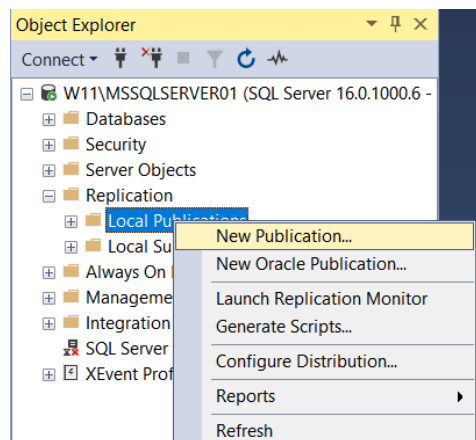 Object Explorer
Connect
W11\MSSQLSERVER01 (SQL Server 16.0.1000.6 -
Databases
Security
Server Objects
Replication
Local Publications
New Publication...
Local Su
New Oracle Publication...
Always On
Launch Replication Monitor
Manageme
Generate Scripts...
Integration
SQL Server
Configure Distribution...
XEvent Prof
Reports
Refresh